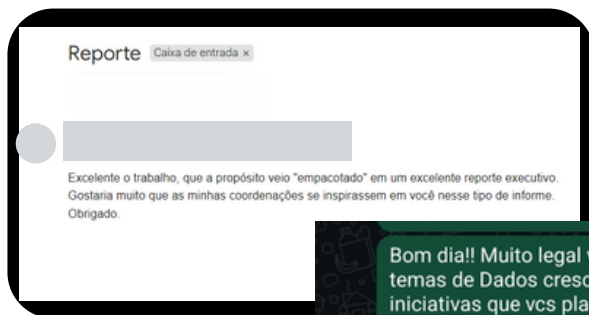 Reporte Caixa de entrada ×
Excelente o trabalho, que a propósito veio "empacotado" em um excelente reporte executivo.
Gostaria muito que as minhas coordenações se inspirassem em você nesse tipo de informe.
Obrigado.
Bom dia!! Muito legal
temas de Dados
iniciativas que vcs